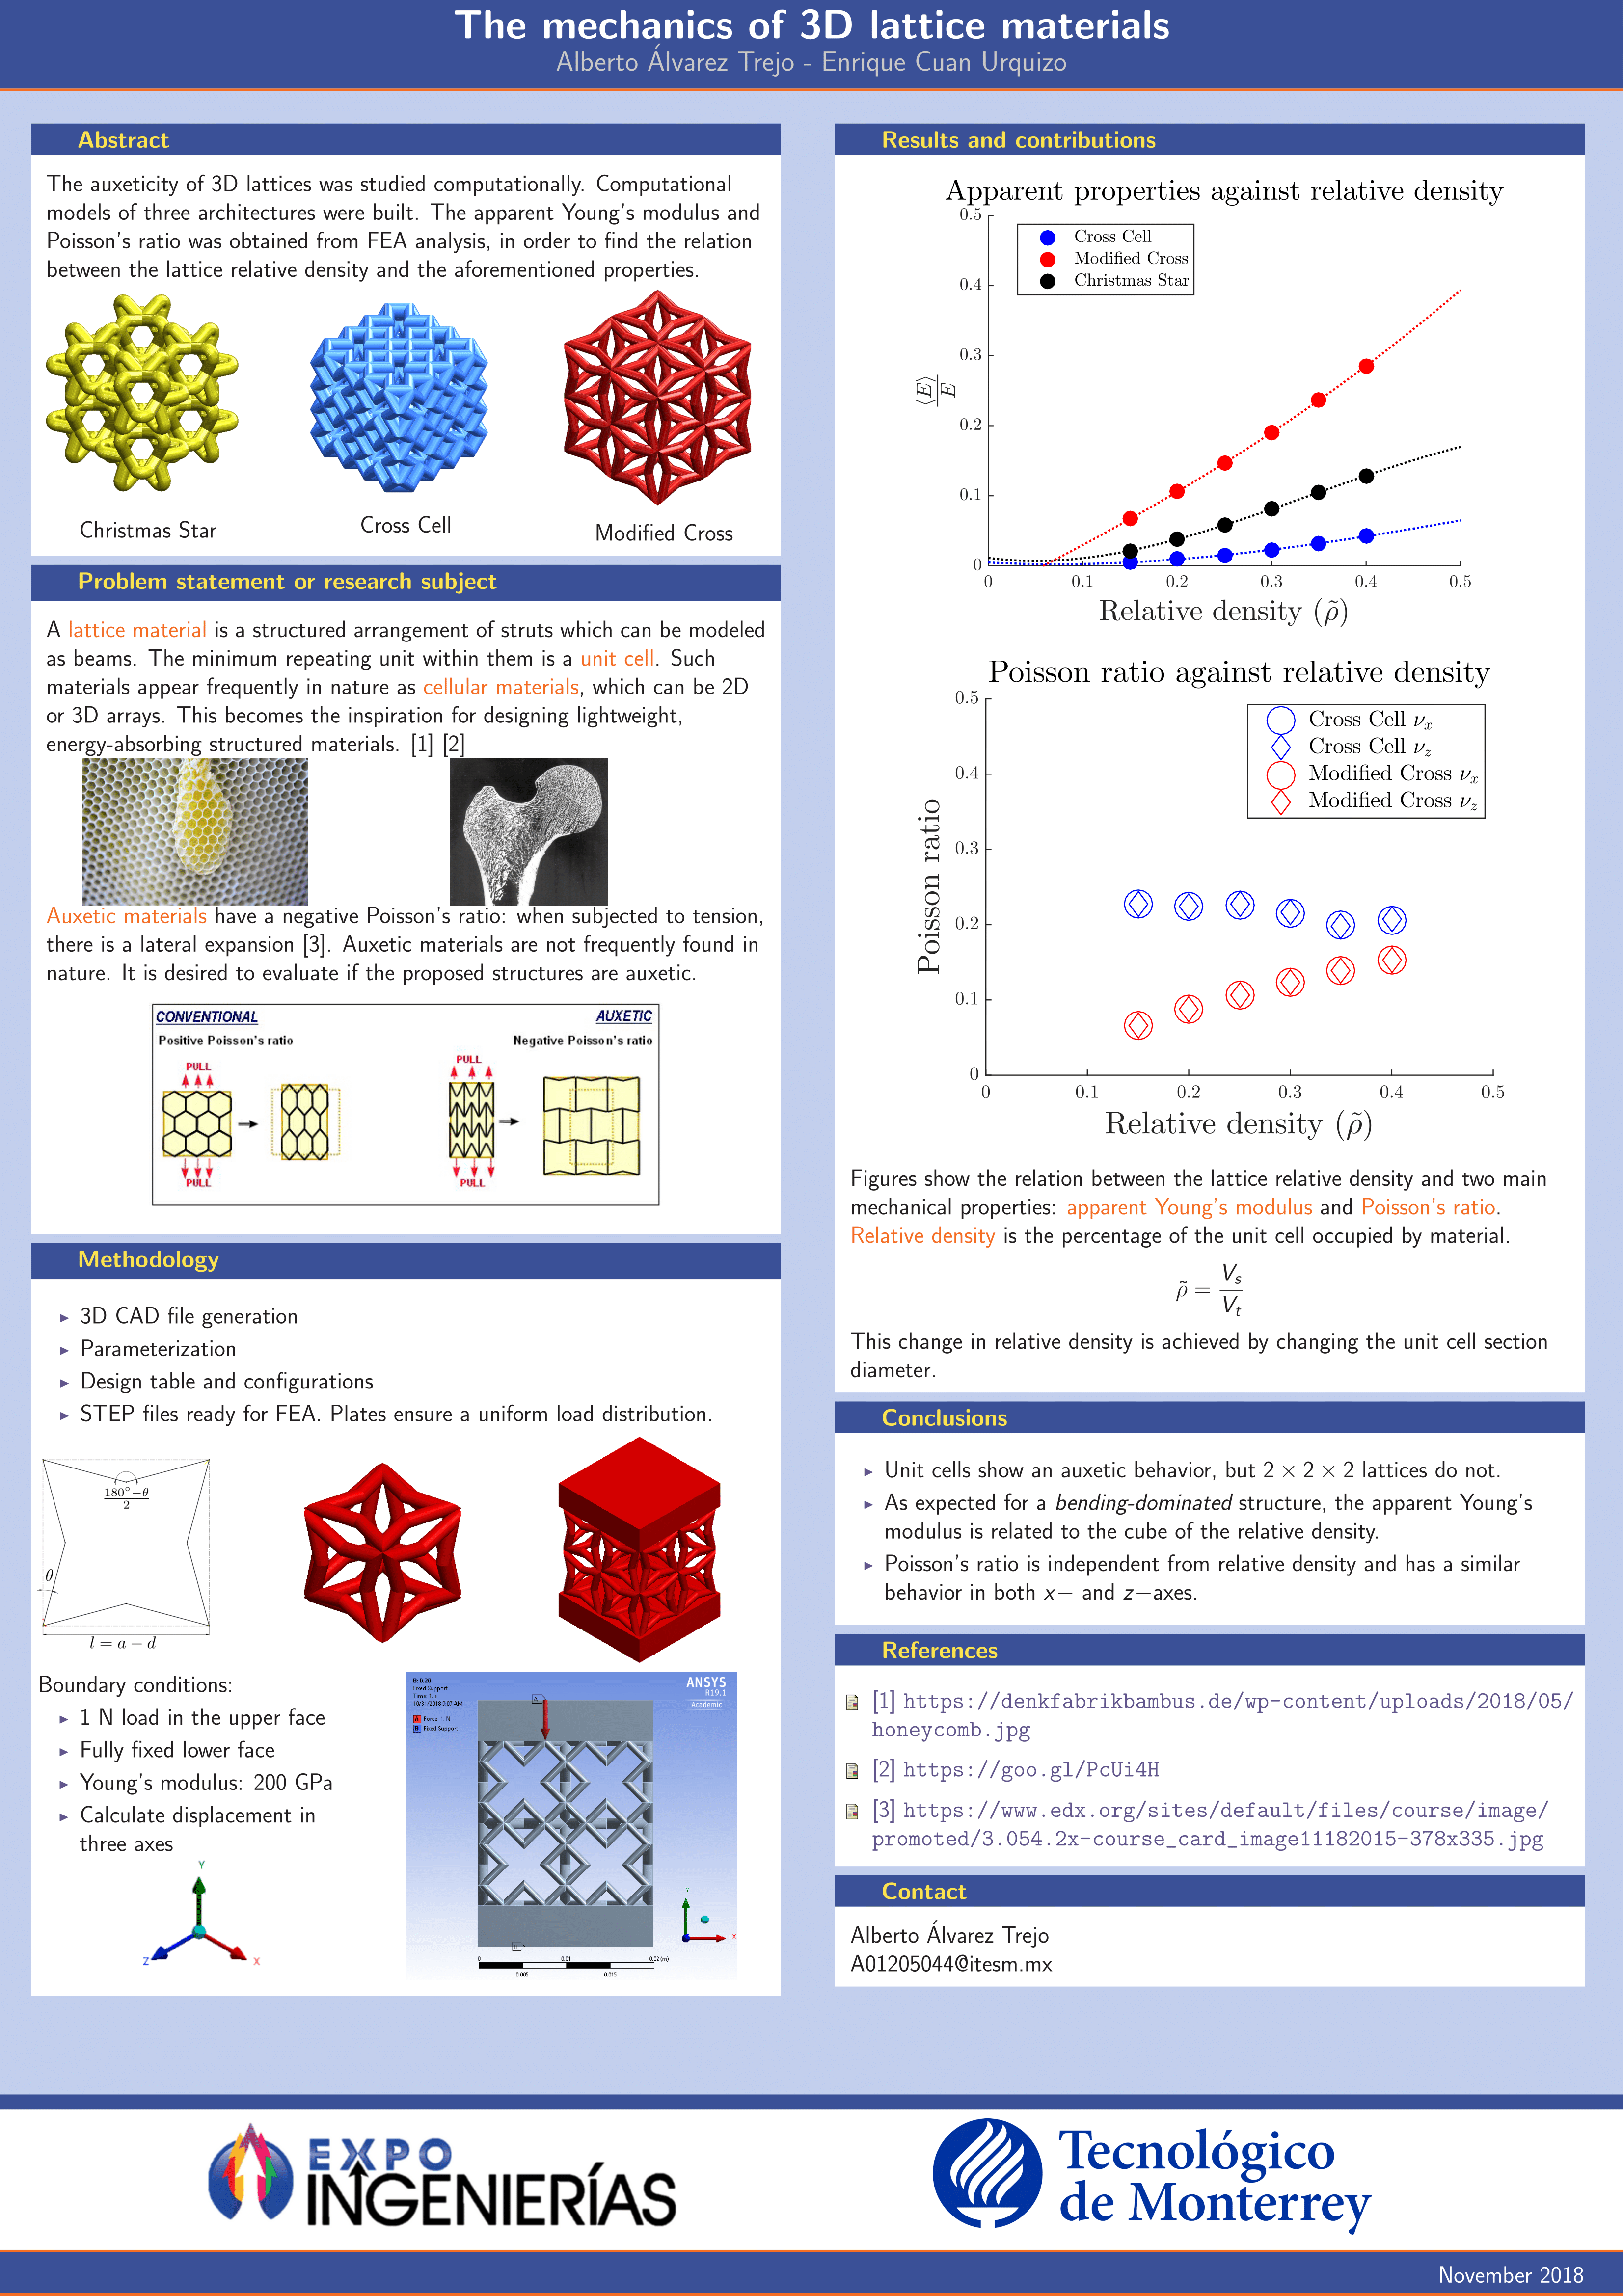 The mechanics of 3D lattice materials
Alberto Álvarez Trejo - Enrique Cuan Urquizo
Abstract
The auxeticity of 3D lattices was studied computationally. Computational
models of three architectures were built. The apparent Young's modulus and
Poisson's ratio was obtained from FEA analysis, in order to find the relation
between the lattice relative density and the aforementioned properties.
Christmas Star
Cross Cell
Modified Cross
Problem statement or research subject
A lattice material is a structured arrangement of struts which can be modeled
as beams. The minimum repeating unit within them is a unit cell. Such
materials appear frequently in nature as cellular materials, which can be 2D
or 3D arrays. This becomes the inspiration for designing lightweight,
energy-absorbing structured materials. [1] [2]
Auxetic materials have a negative Poisson's ratio: when subjected to tension,
there is a lateral expansion [3]. Auxetic materials are not frequently found in
nature. It is desired to evaluate if the proposed structures are auxetic.
CONVENTIONAL
Positive Poisson's ratio
PULL
PULL
AUXETIC
Negative Poisson's ratio
PULL
PULL
Methodology
▸ 3D CAD file generation
▸ Parameterization
▸ Design table and configurations
▸ STEP files ready for FEA. Plates ensure a uniform load distribution.
180°−θ
2
θ
l = a − d
Boundary conditions:
▸ 1 N load in the upper face
▸ Fully fixed lower face
▸ Young's modulus: 200 GPa
▸ Calculate displacement in
three axes
Y
Z
X
B: 0.20
Fixed Support
Time: 1. s
10/31/2018 9:07 AM
A Force: 1. N
B Fixed Support
ANSYS
R19.1
Academic
A
B
Y
X
0
0.01
0.02 (m)
0.005
0.015
Results and contributions
Apparent properties against relative density
Cross Cell
Modified Cross
Christmas Star
0.5
0.4
0.3
0.2
0.1
0
⟨E⟩
E
0 0.1 0.2 0.3 0.4 0.5
Relative density (ρ̃)
Poisson ratio against relative density
Cross Cell νx
Cross Cell νz
Modified Cross νx
Modified Cross νz
0.5
0.4
0.3
0.2
0.1
0
Poisson ratio
0 0.1 0.2 0.3 0.4 0.5
Relative density (ρ̃)
Figures show the relation between the lattice relative density and two main
mechanical properties: apparent Young's modulus and Poisson's ratio.
Relative density is the percentage of the unit cell occupied by material.
ρ̃ = Vs
Vt
This change in relative density is achieved by changing the unit cell section
diameter.
Conclusions
▸ Unit cells show an auxetic behavior, but 2 × 2 × 2 lattices do not.
▸ As expected for a bending-dominated structure, the apparent Young's
modulus is related to the cube of the relative density.
▸ Poisson's ratio is independent from relative density and has a similar
behavior in both x− and z−axes.
References
[1] https://denkfabrikbambus.de/wp-content/uploads/2018/05/
honeycomb.jpg
[2] https://goo.gl/PcUi4H
[3] https://www.edx.org/sites/default/files/course/image/
promoted/3.054.2x-course_card_image11182015-378x335.jpg
Contact
Alberto Álvarez Trejo
A01205044@itesm.mx
EXPO
INGENIERÍAS
Tecnológico
de Monterrey
November 2018